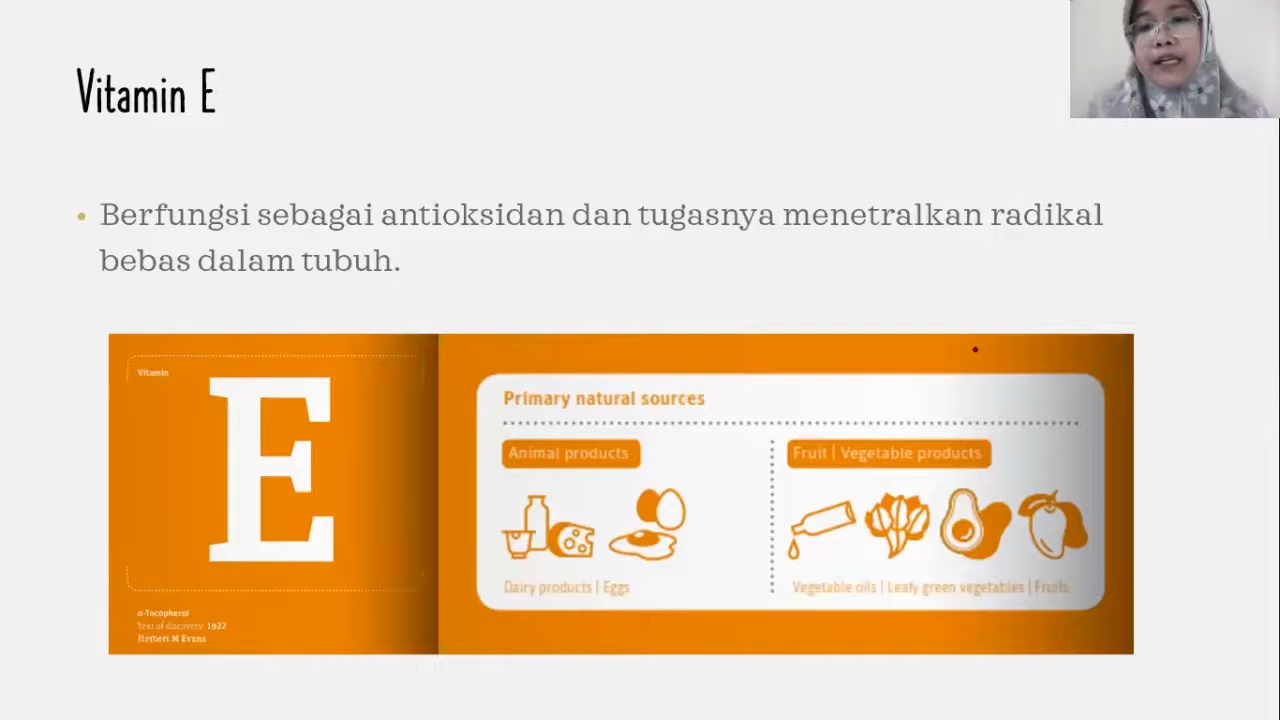 Vitamin E
• Berfungsi sebagai antioksidan dan tugasnya menetralkan radikal
bebas dalam tubuh.
Vitamin
E
α-Tocopherol
Year of discovery: 1922
Herbert M Evans
Primary natural sources
Animal products
Dairy products | Eggs
Fruit | Vegetable products
Vegetable oils | Leafy green vegetables | Fruits